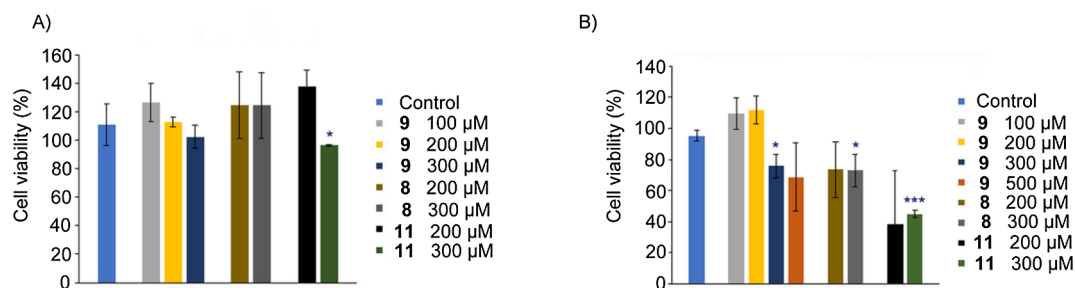 A)
Cell viability (%)
160
140
120
100
80
60
40
20
0
*
Control
9 100 µM
9 200 µM
9 300 µM
8 200 µM
8 300 µM
11 200 µM
11 300 µM
B)
Cell viability (%)
140
120
100
80
60
40
20
0
*
*
***
Control
9 100 µM
9 200 µM
9 300 µM
9 500 µM
8 200 µM
8 300 µM
11 200 µM
11 300 µM